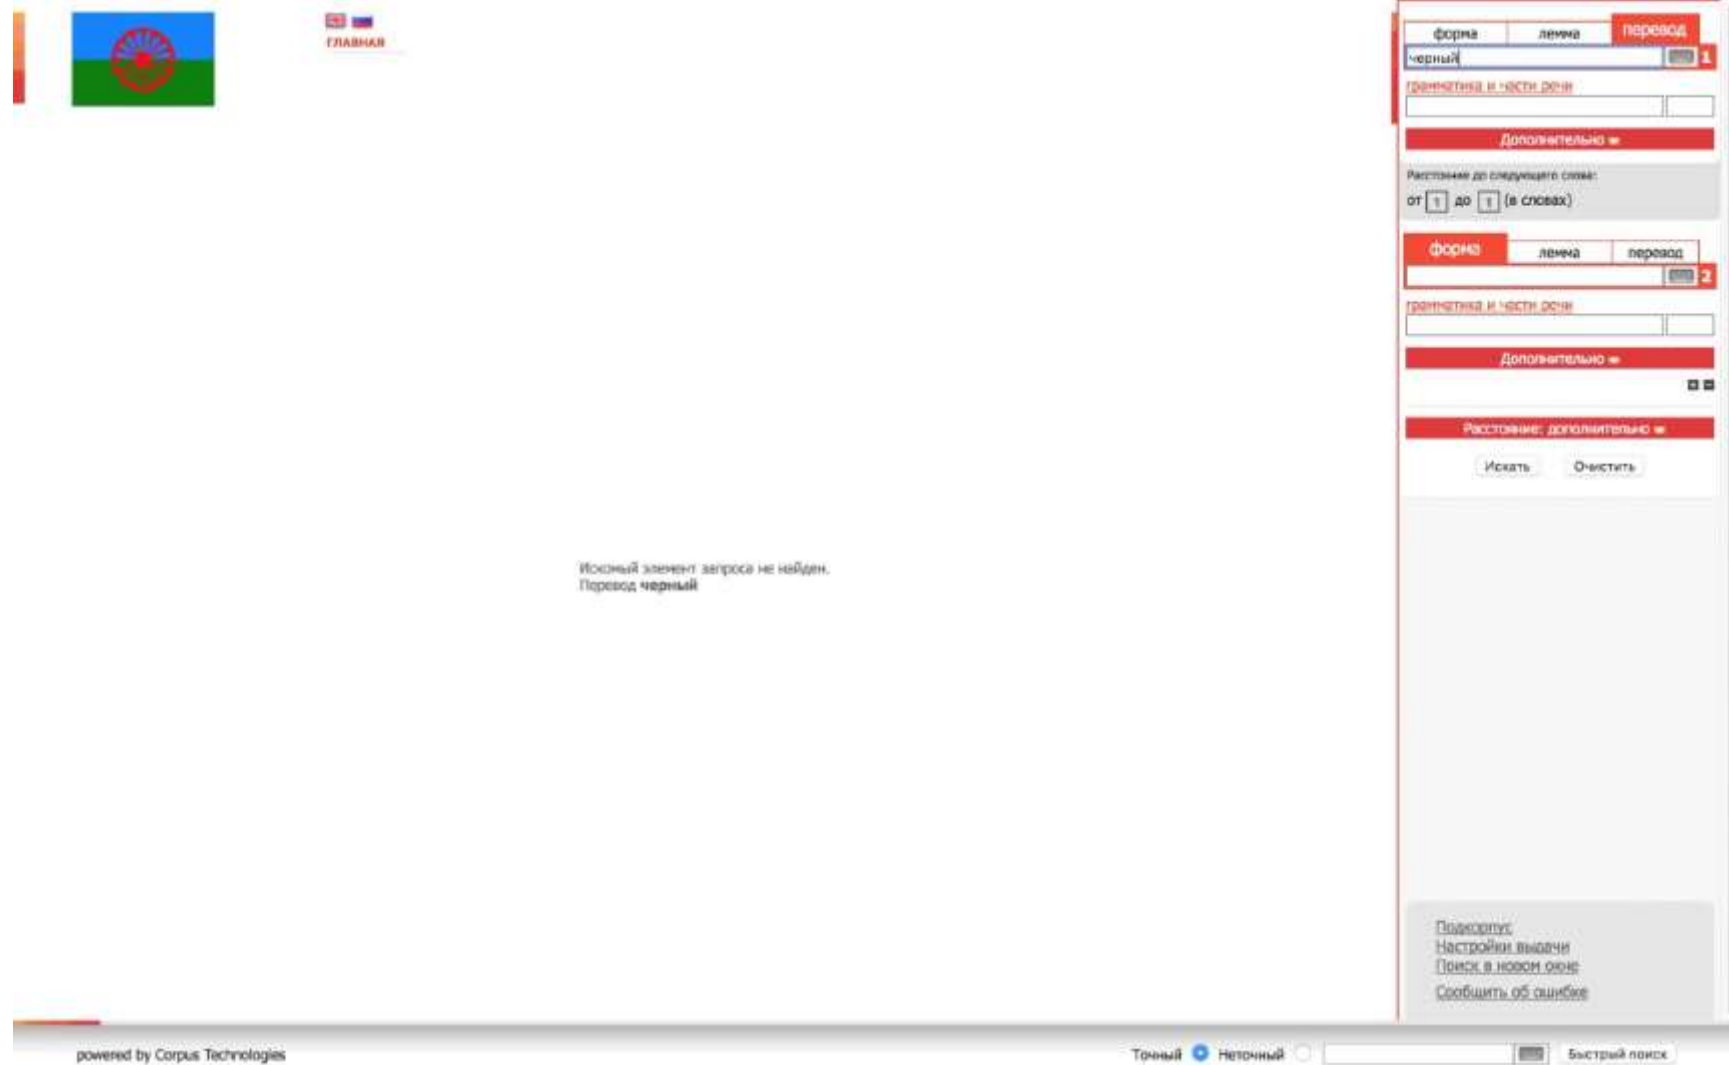 ГЛАВНАЯ
форма лемма перевод
черный 1
грамматика и части речи
Дополнительно
Расстояние до следующего слова:
от 1 до 1 (в словах)
форма лемма перевод
2
грамматика и части речи
Дополнительно
Расстояние: дополнительно
Искать Очистить
Искомый элемент запроса не найден.
Перевод черный
Подкорпус
Настройки выдачи
Поиск в новом окне
Сообщить об ошибке
powered by Corpus Technologies
Точный Неточный Быстрый поиск